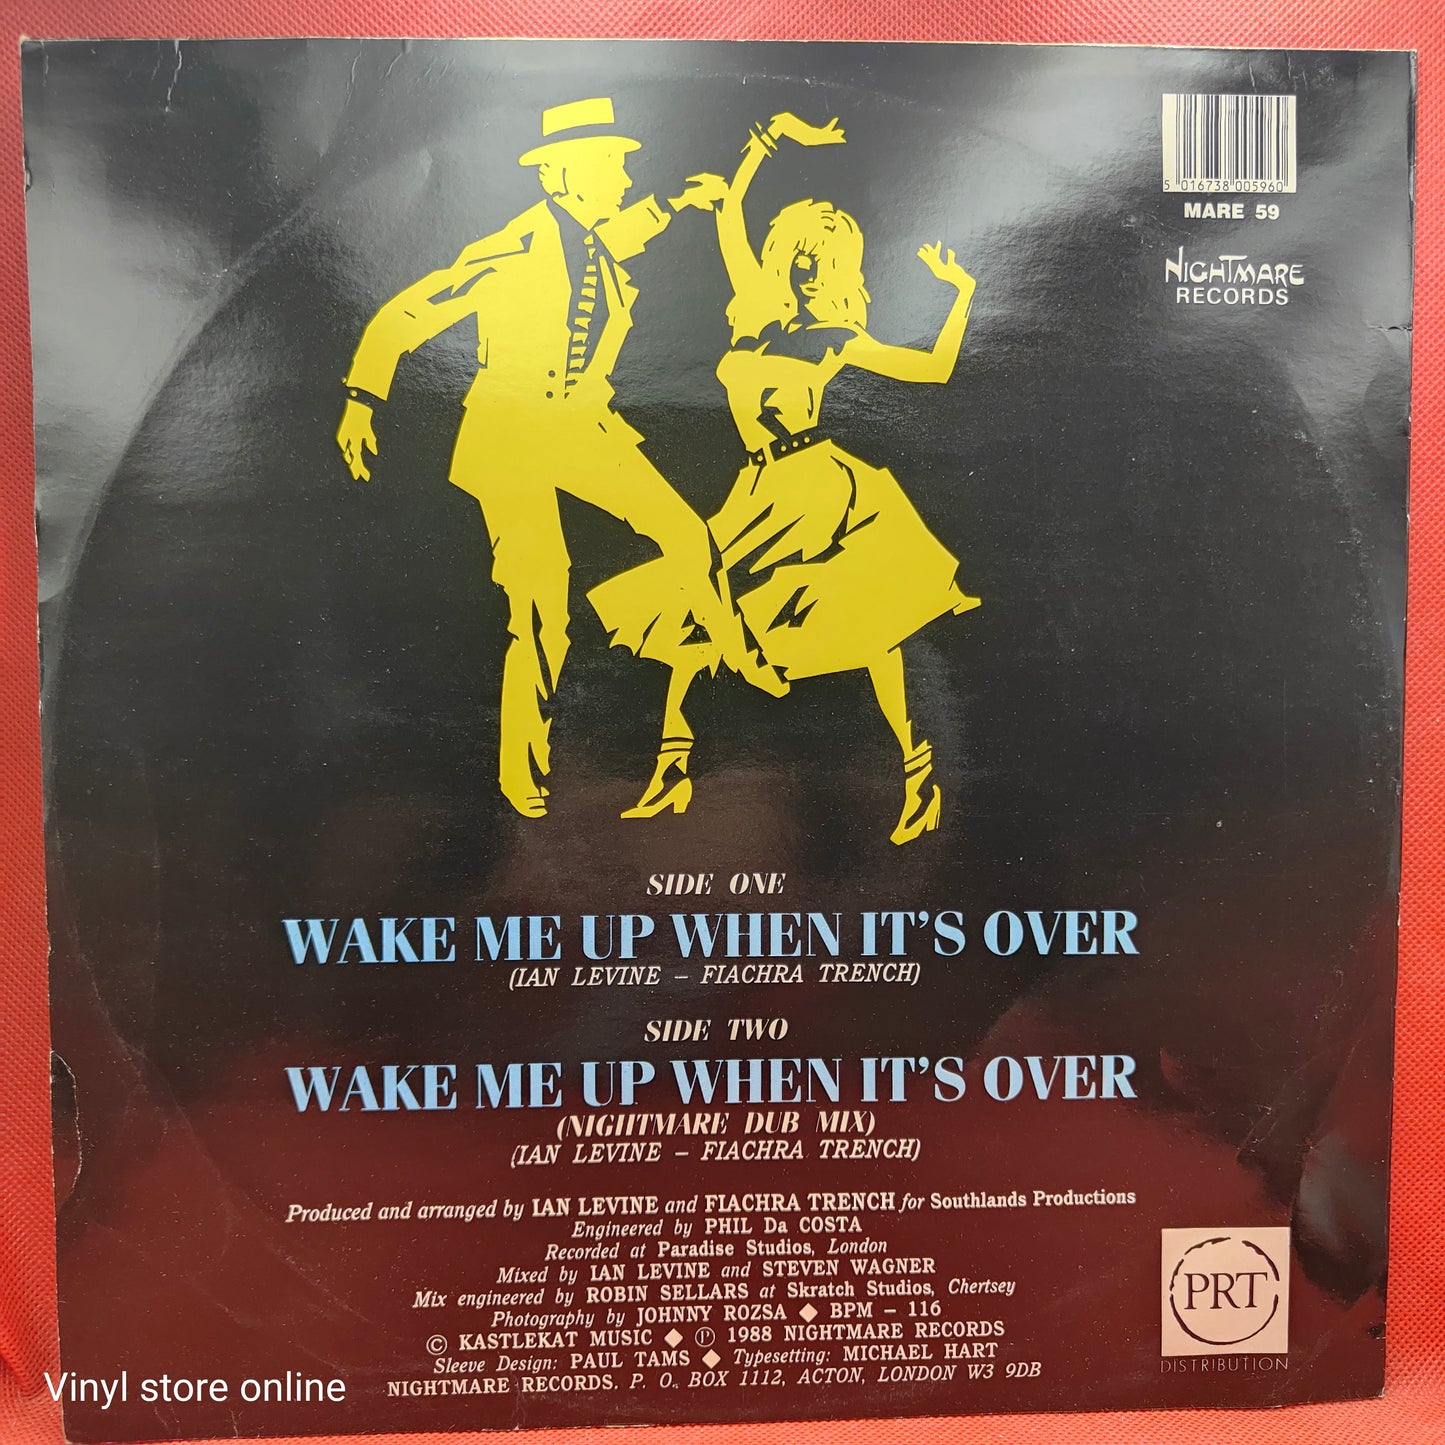 5 016738 005960
MARE 59
NIGHTMARE
RECORDS
SIDE ONE
WAKE ME UP WHEN IT'S OVER
(IAN LEVINE – FIACHRA TRENCH)
SIDE TWO
WAKE ME UP WHEN IT'S OVER
(NIGHTMARE DUB MIX)
(IAN LEVINE – FIACHRA TRENCH)
Produced and arranged by IAN LEVINE and FIACHRA TRENCH for Southlands Productions
Engineered by PHIL Da COSTA
Recorded at Paradise Studios, London
Mixed by IAN LEVINE and STEVEN WAGNER
Mix engineered by ROBIN SELLARS at Skratch Studios, Chertsey
Photography by JOHNNY ROZSA ◆ BPM – 116
© KASTLEKAT MUSIC ◆ ℗ 1988 NIGHTMARE RECORDS
Sleeve Design: PAUL TAMS ◆ Typesetting: MICHAEL HART
NIGHTMARE RECORDS. P. O. BOX 1112, ACTON, LONDON W3 9DB
PRT
DISTRIBUTION
Vinyl store online